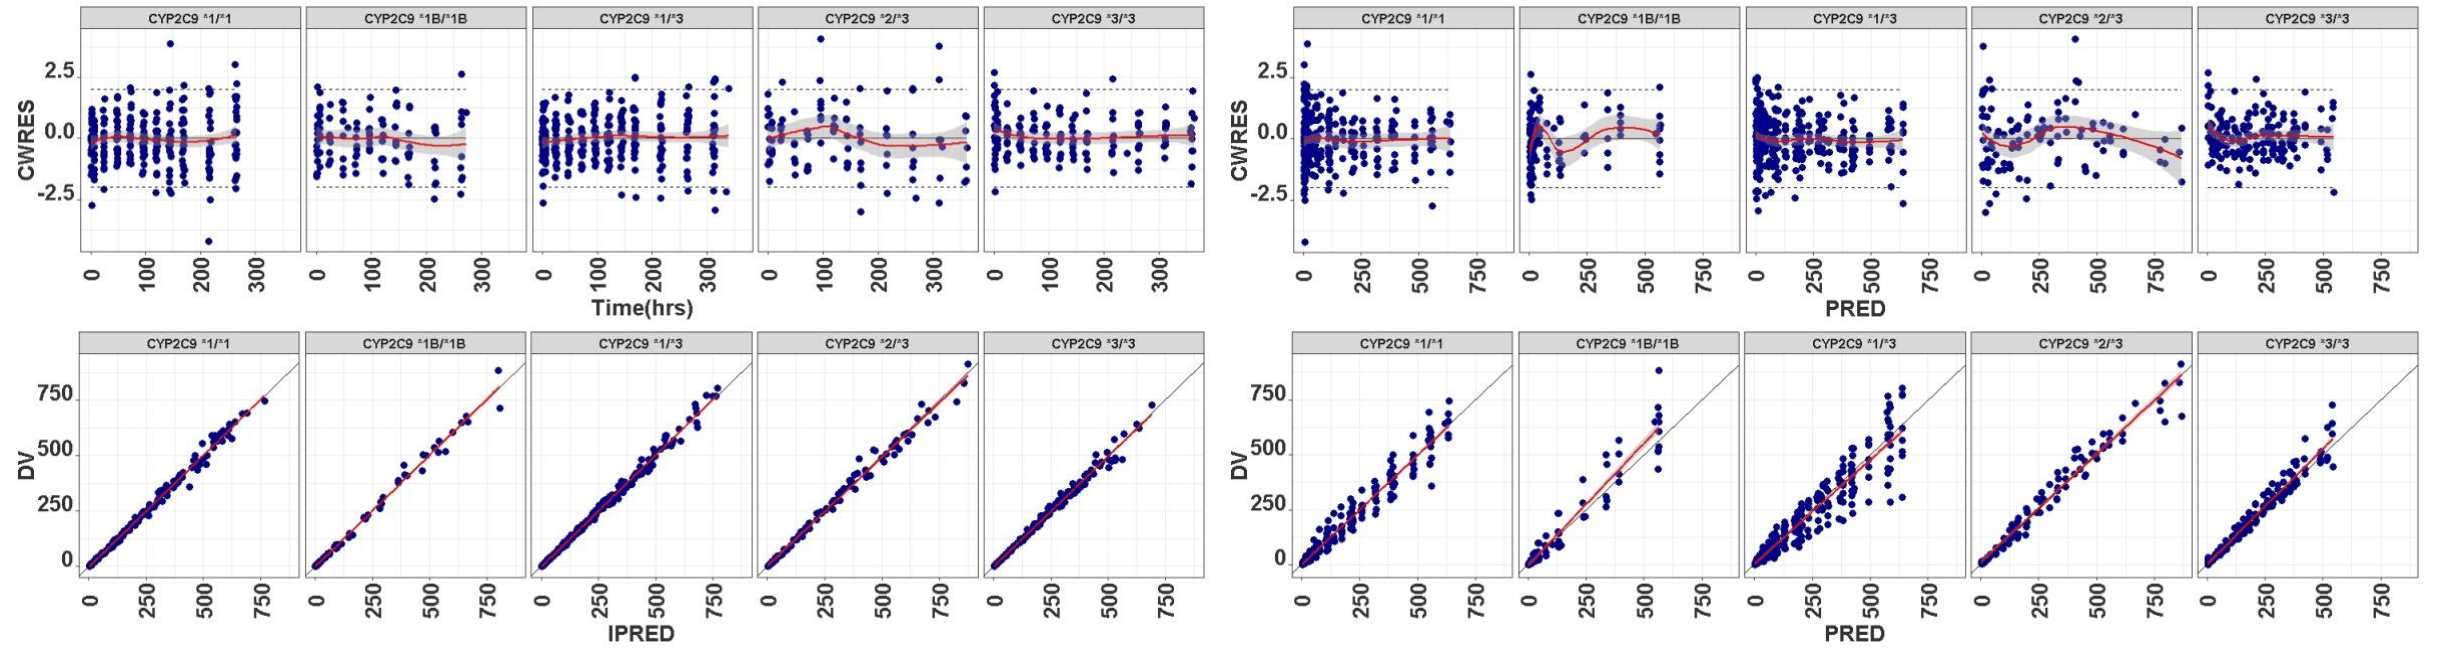 CYP2C9 *1/*1 CYP2C9 *1B/*1B CYP2C9 *1/*3 CYP2C9 *2/*3 CYP2C9 *3/*3
CWRES
2.5
0.0
-2.5
0 100 200 300 0 100 200 300 0 100 200 300 0 100 200 300 0 100 200 300
Time(hrs)
CYP2C9 *1/*1 CYP2C9 *1B/*1B CYP2C9 *1/*3 CYP2C9 *2/*3 CYP2C9 *3/*3
CWRES
2.5
0.0
-2.5
0 250 500 750 0 250 500 750 0 250 500 750 0 250 500 750 0 250 500 750
PRED
CYP2C9 *1/*1 CYP2C9 *1B/*1B CYP2C9 *1/*3 CYP2C9 *2/*3 CYP2C9 *3/*3
DV
750
500
250
0
0 250 500 750 0 250 500 750 0 250 500 750 0 250 500 750 0 250 500 750
IPRED
CYP2C9 *1/*1 CYP2C9 *1B/*1B CYP2C9 *1/*3 CYP2C9 *2/*3 CYP2C9 *3/*3
DV
750
500
250
0
0 250 500 750 0 250 500 750 0 250 500 750 0 250 500 750 0 250 500 750
PRED